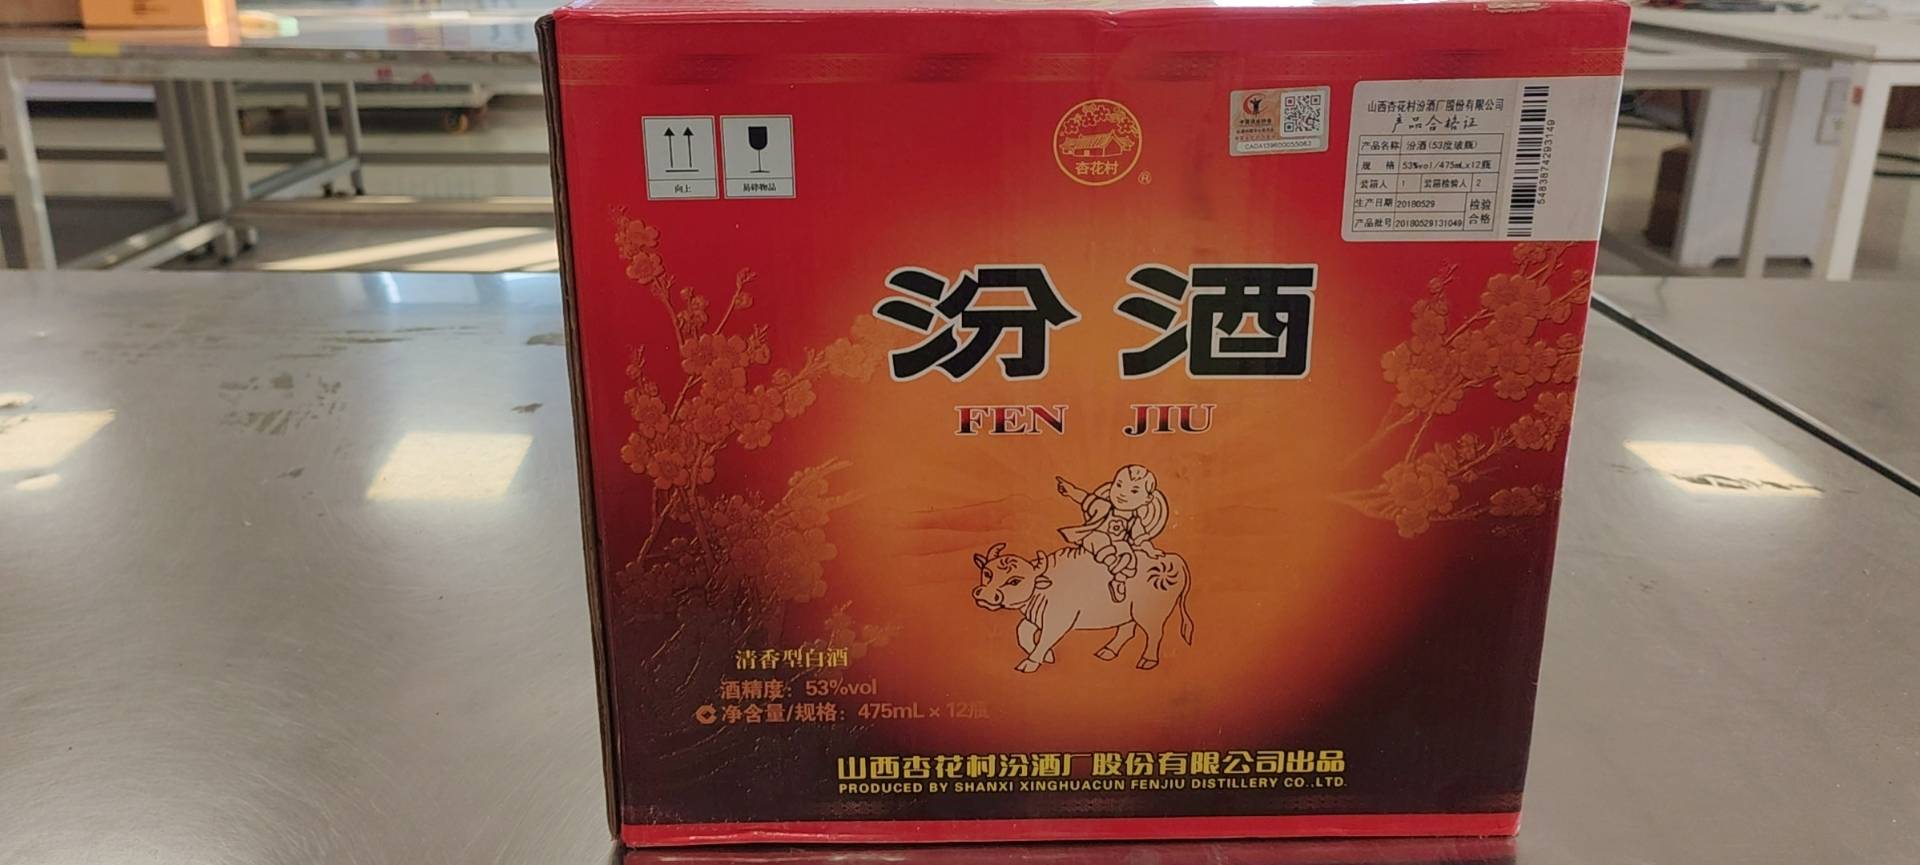 向上
易碎物品
杏花村
®
CADA139600055063
山西杏花村汾酒厂股份有限公司
产品合格证
产品名称 汾酒(53度玻瓶)
规 格 53%vol/475mL×12瓶
装箱人 1 装箱检验人 2
生产日期 20180529 检验
产品批号 20180529131049 合格
5483874293149
汾酒
FEN JIU
清香型白酒
酒精度：53%vol
净含量/规格：475mL×12瓶
山西杏花村汾酒厂股份有限公司出品
PRODUCED BY SHANXI XINGHUACUN FENJIU DISTILLERY CO.,LTD.